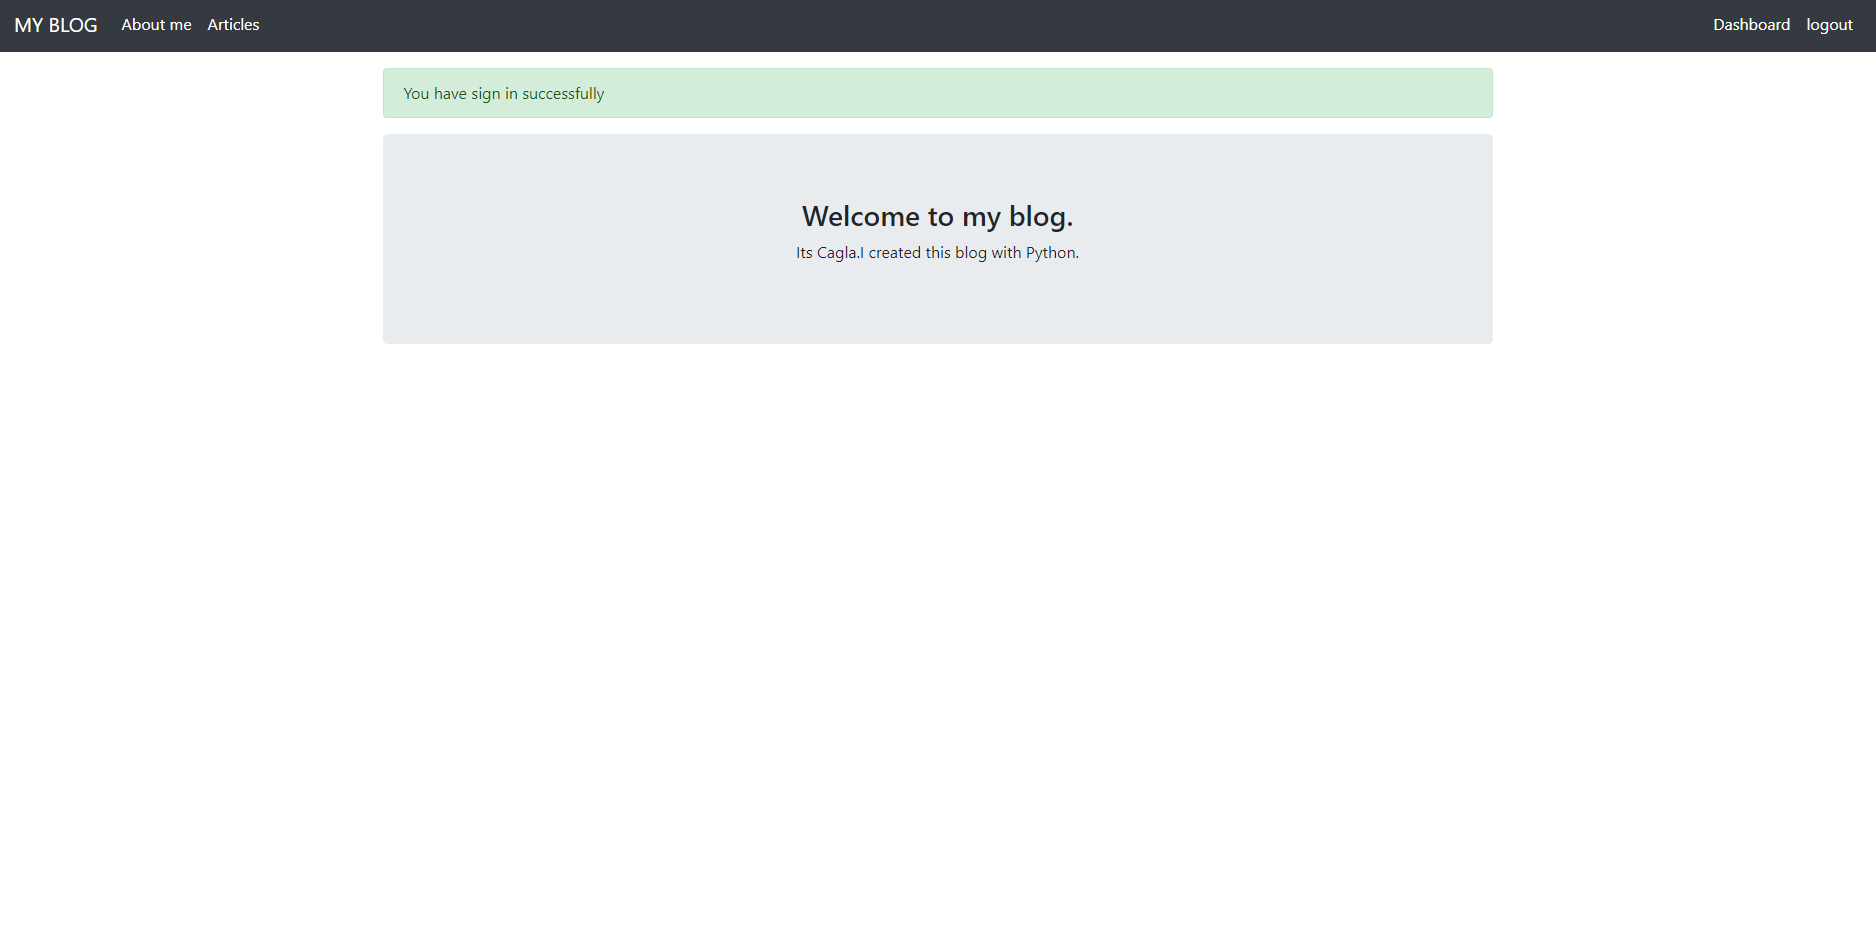 MY BLOG About me Articles Dashboard logout
You have sign in successfully
Welcome to my blog.
Its Cagla.I created this blog with Python.